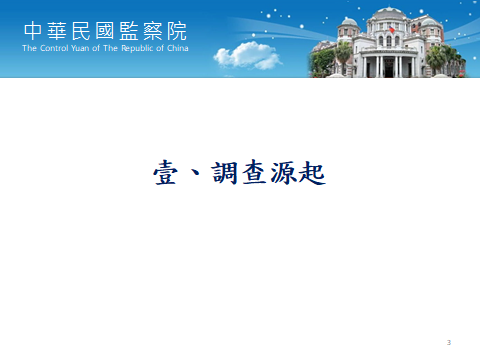 中華民國監察院
The Control Yuan of The Republic of China
壹、調查源起
3